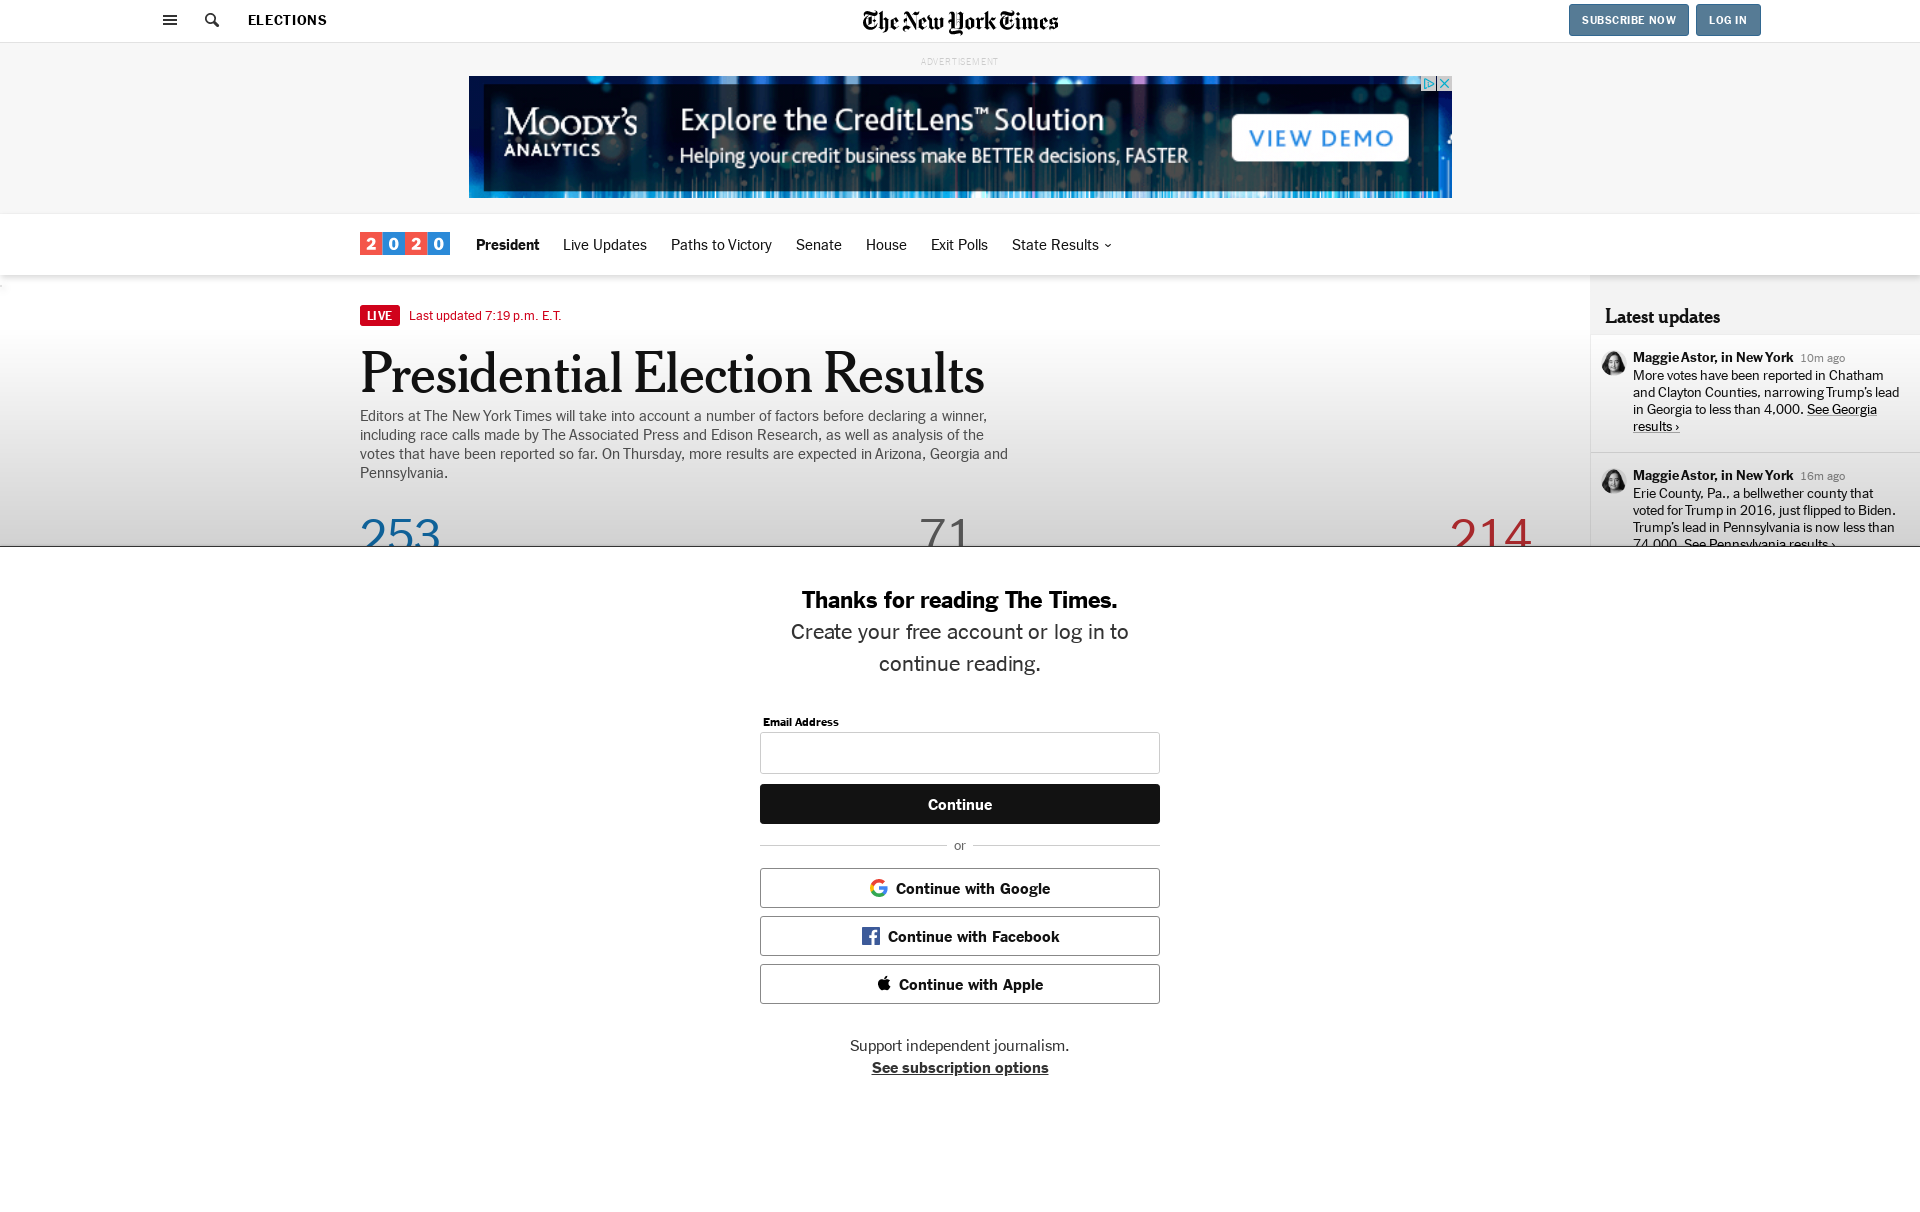 ELECTIONS
The New York Times
SUBSCRIBE NOW
LOG IN
ADVERTISEMENT
MOODY'S
ANALYTICS
Explore the CreditLens™ Solution
Helping your credit business make BETTER decisions, FASTER
VIEW DEMO
2020
President
Live Updates
Paths to Victory
Senate
House
Exit Polls
State Results
LIVE
Last updated 7:19 p.m. E.T.
Presidential Election Results
Editors at The New York Times will take into account a number of factors before declaring a winner,
including race calls made by The Associated Press and Edison Research, as well as analysis of the
votes that have been reported so far. On Thursday, more results are expected in Arizona, Georgia and
Pennsylvania.
253
71
214
Latest updates
Maggie Astor, in New York 10m ago
More votes have been reported in Chatham
and Clayton Counties, narrowing Trump's lead
in Georgia to less than 4,000. See Georgia
results ›
Maggie Astor, in New York 16m ago
Erie County, Pa., a bellwether county that
voted for Trump in 2016, just flipped to Biden.
Trump's lead in Pennsylvania is now less than
74,000. See Pennsylvania results ›
Thanks for reading The Times.
Create your free account or log in to
continue reading.
Email Address
Continue
or
Continue with Google
Continue with Facebook
Continue with Apple
Support independent journalism.
See subscription options